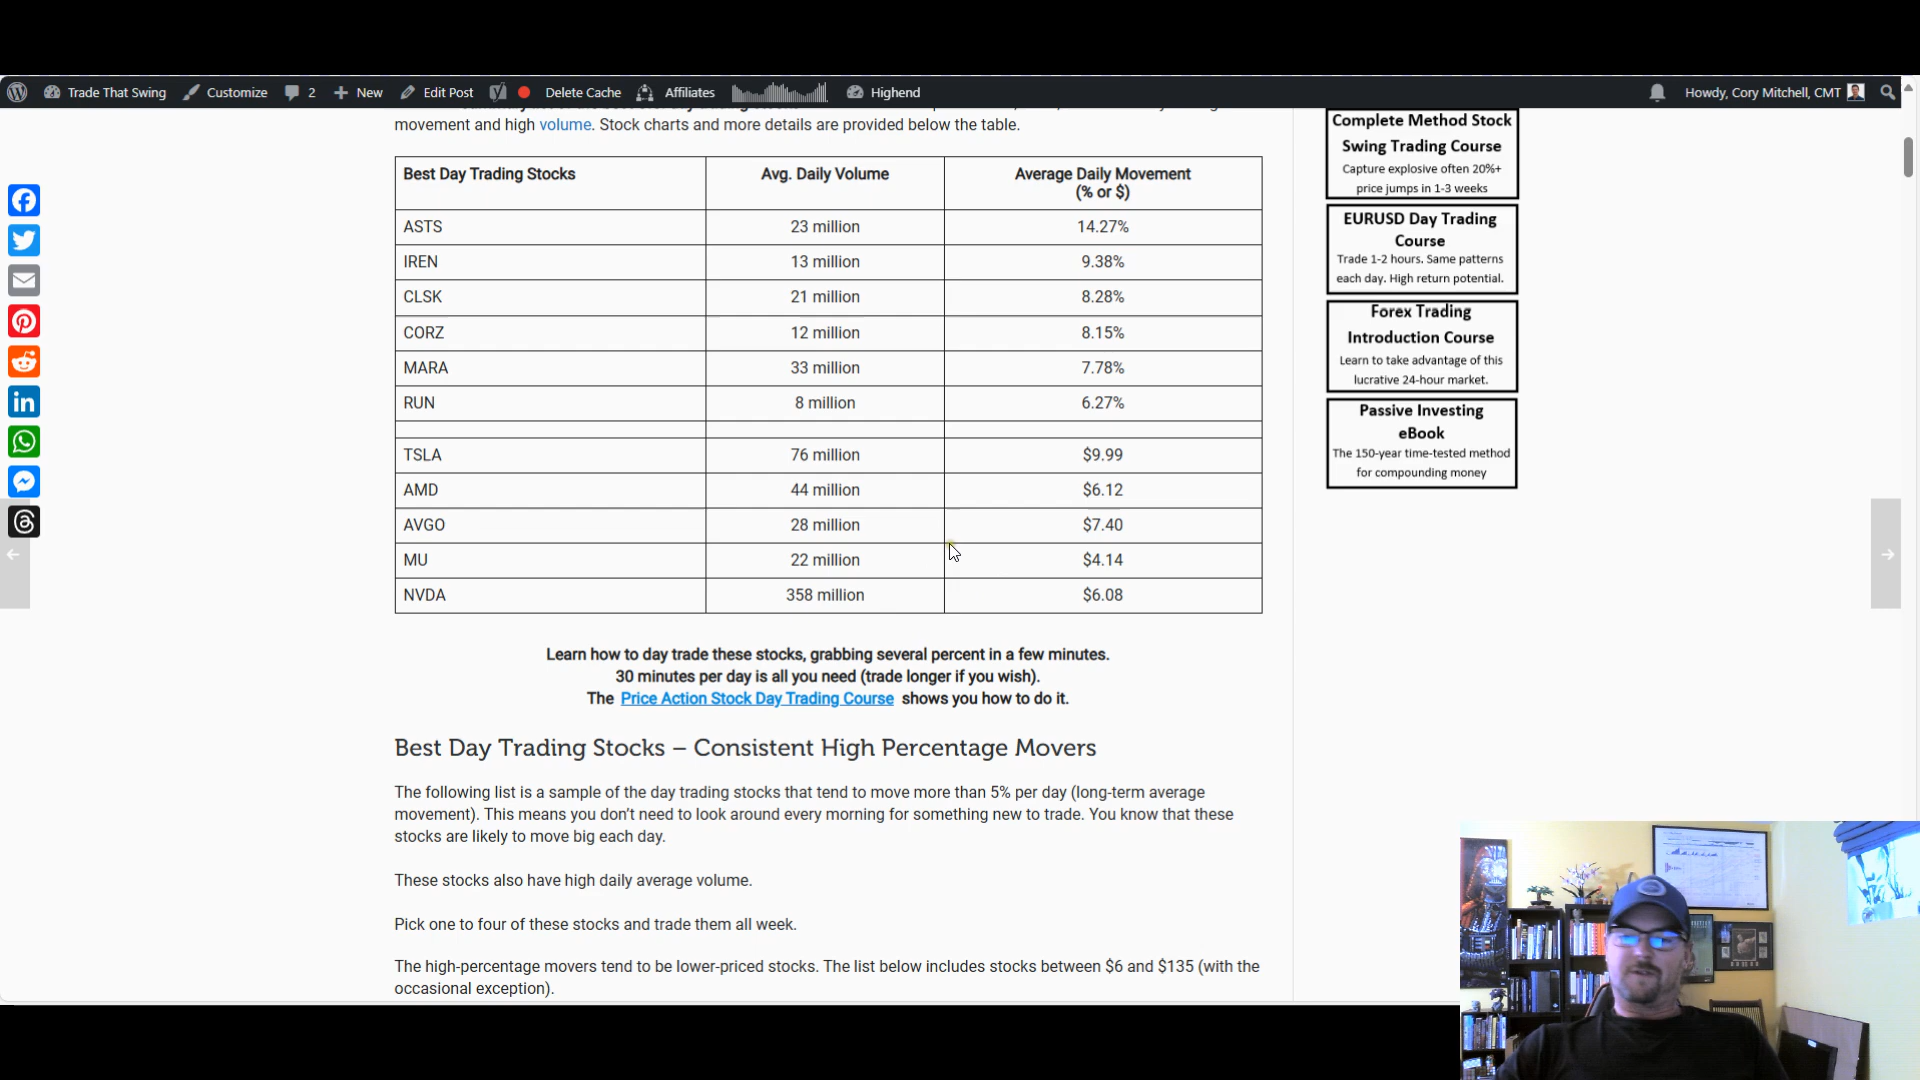 Trade That Swing Customize 2 New Edit Post Delete Cache Affiliates Highend Howdy, Cory Mitchell, CMT
movement and high volume. Stock charts and more details are provided below the table.
Best Day Trading Stocks Avg. Daily Volume Average Daily Movement
(% or $)
ASTS 23 million 14.27%
IREN 13 million 9.38%
CLSK 21 million 8.28%
CORZ 12 million 8.15%
MARA 33 million 7.78%
RUN 8 million 6.27%
TSLA 76 million $9.99
AMD 44 million $6.12
AVGO 28 million $7.40
MU 22 million $4.14
NVDA 358 million $6.08
Learn how to day trade these stocks, grabbing several percent in a few minutes.
30 minutes per day is all you need (trade longer if you wish).
The Price Action Stock Day Trading Course shows you how to do it.
Best Day Trading Stocks – Consistent High Percentage Movers
The following list is a sample of the day trading stocks that tend to move more than 5% per day (long-term average
movement). This means you don't need to look around every morning for something new to trade. You know that these
stocks are likely to move big each day.
These stocks also have high daily average volume.
Pick one to four of these stocks and trade them all week.
The high-percentage movers tend to be lower-priced stocks. The list below includes stocks between $6 and $135 (with the
occasional exception).
Complete Method Stock
Swing Trading Course
Capture explosive often 20%+
price jumps in 1-3 weeks
EURUSD Day Trading
Course
Trade 1-2 hours. Same patterns
each day. High return potential.
Forex Trading
Introduction Course
Learn to take advantage of this
lucrative 24-hour market.
Passive Investing
eBook
The 150-year time-tested method
for compounding money